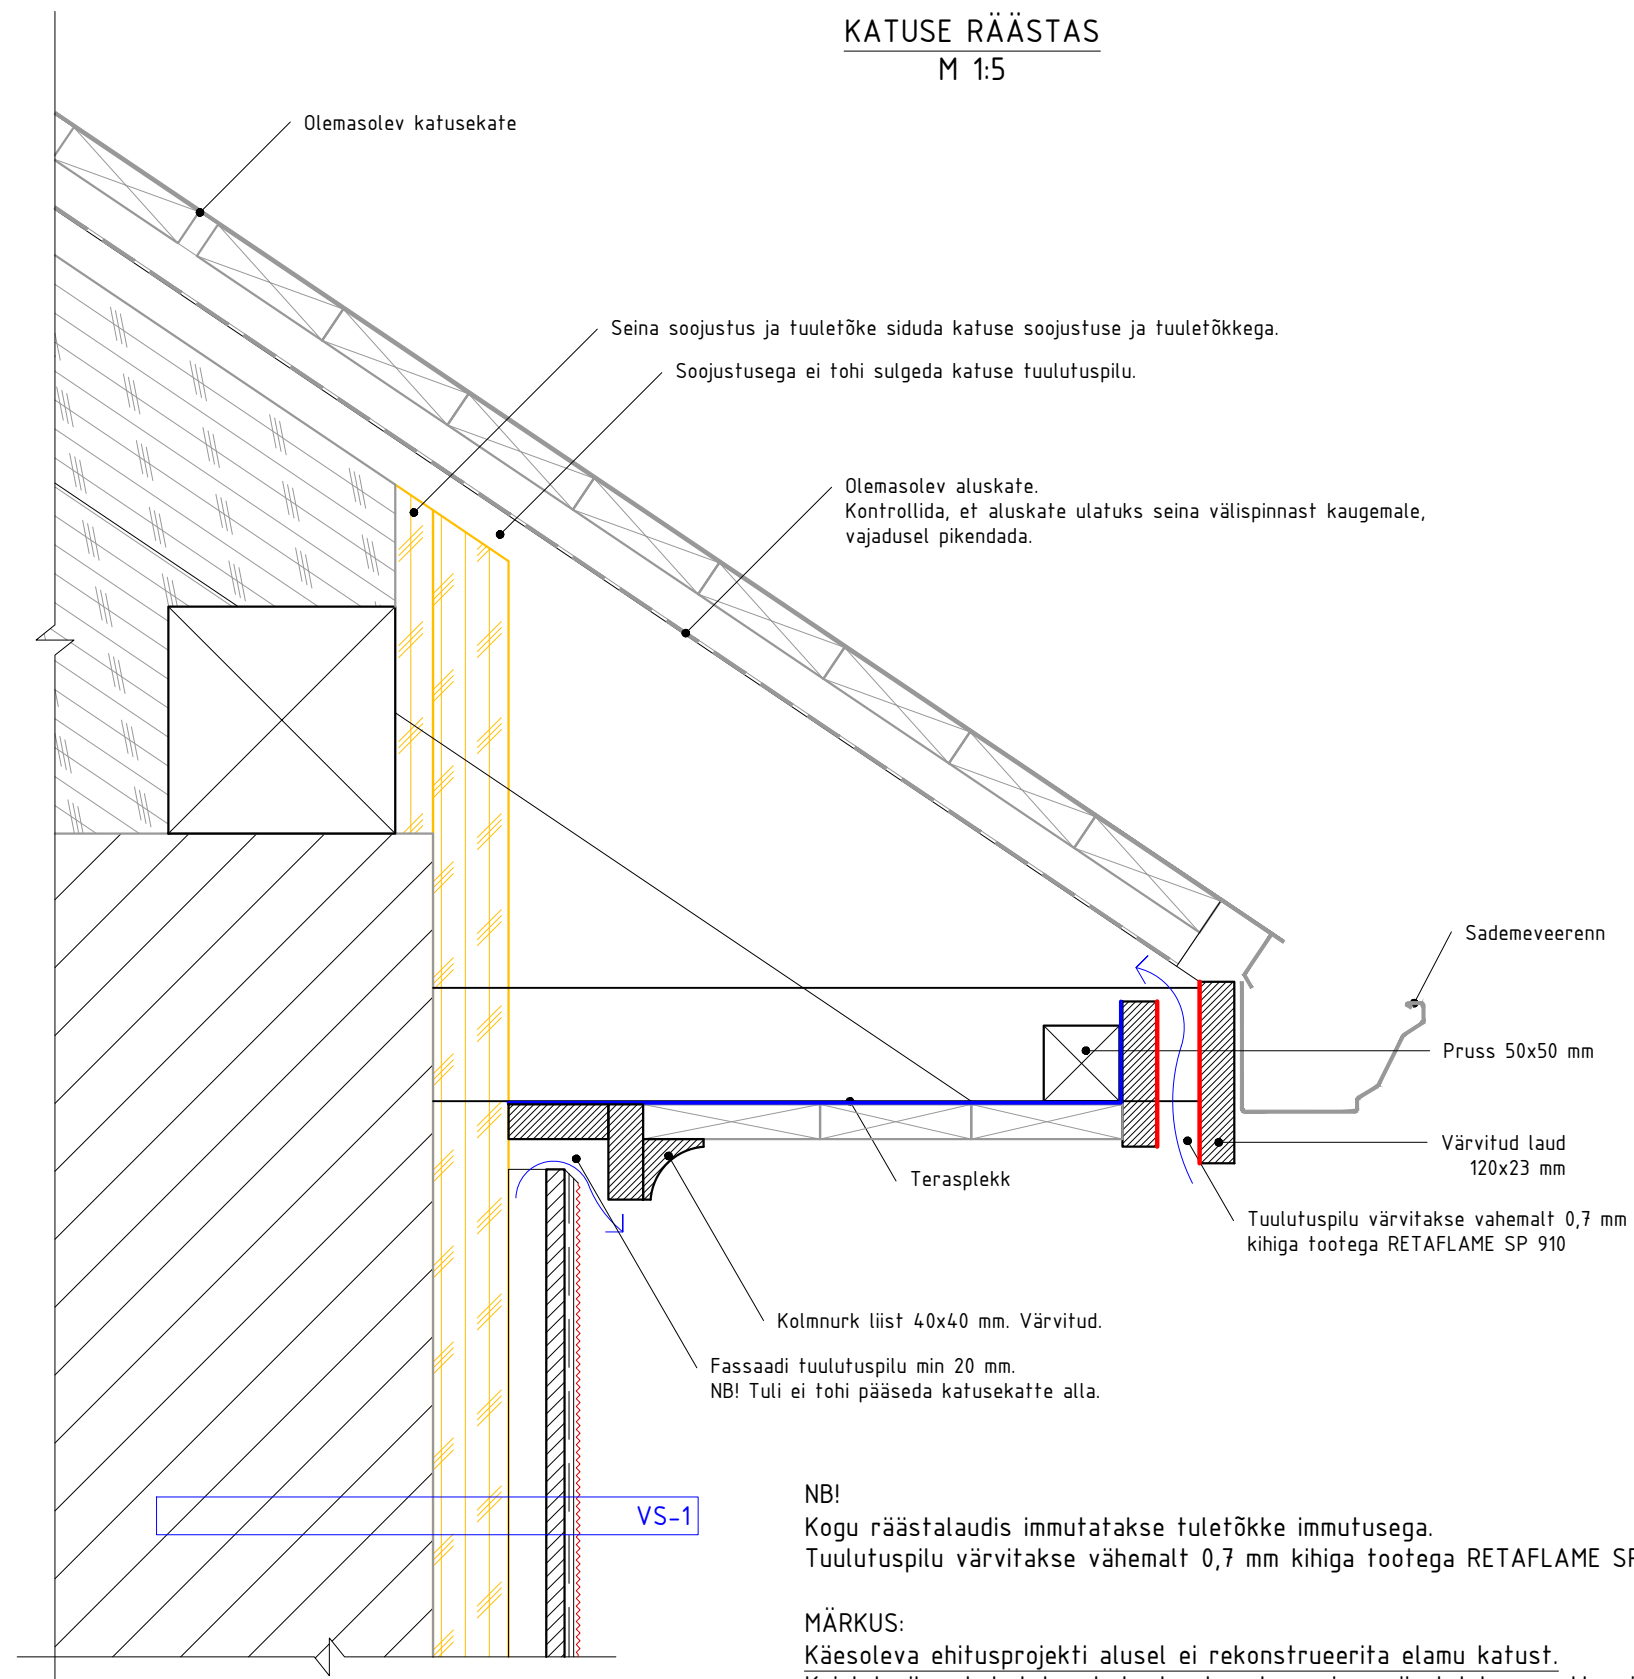 KATUSE RÄÄSTAS
M 1:5
Olemasolev katusekate
Seina soojustus ja tuuletõke siduda katuse soojustuse ja tuuletõkkega.
Soojustusega ei tohi sulgeda katuse tuulutuspilu.
Olemasolev aluskate.
Kontrollida, et aluskate ulatuks seina välispinnast kaugemale,
vajadusel pikendada.
Sademeveerenn
Pruss 50x50 mm
Värvitud laud
120x23 mm
Terasplekk
Tuulutuspilu värvitakse vahemalt 0,7 mm
kihiga tootega RETAFLAME SP 910
Kolmnurk liist 40x40 mm. Värvitud.
Fassaadi tuulutuspilu min 20 mm.
NB! Tuli ei tohi pääseda katusekatte alla.
VS-1
NB!
Kogu räästalaudis immutatakse tuletõkke immutusega.
Tuulutuspilu värvitakse vähemalt 0,7 mm kihiga tootega RETAFLAME SP
MÄRKUS:
Käesoleva ehitusprojekti alusel ei rekonstrueerita elamu katust.